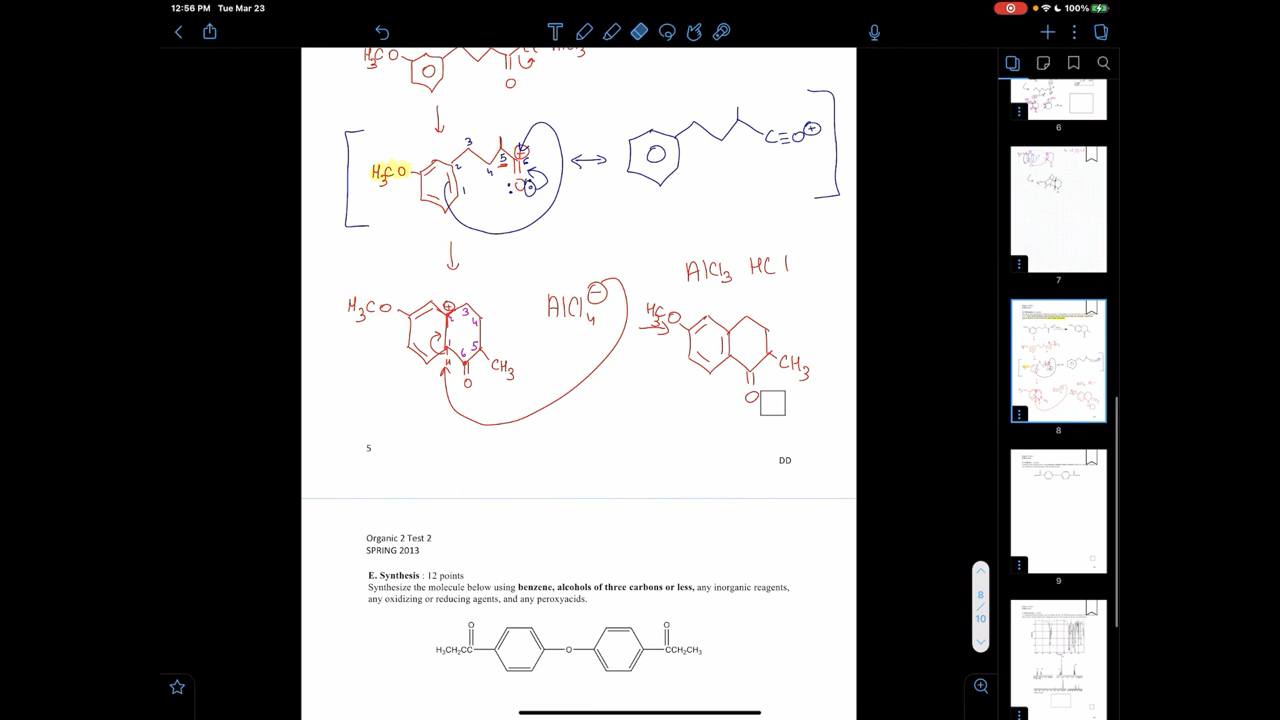 12:56 PM Tue Mar 23
100%
H₃CO
O
AlCl₃
H₃CO
1
2
3
4
5
6
⊕
O
C≡O⊕
AlCl₃ HCl
H₃CO
⊕
1
2
3
4
5
6
H
O
CH₃
AlCl₄⊖
H₃CO
CH₃
O
5
DD
Organic 2 Test 2
SPRING 2013
E. Synthesis : 12 points
Synthesize the molecule below using benzene, alcohols of three carbons or less, any inorganic reagents,
any oxidizing or reducing agents, and any peroxyacids.
O
O
H₃CH₂CC
O
CCH₂CH₃
6
7
8
9
8
/
10